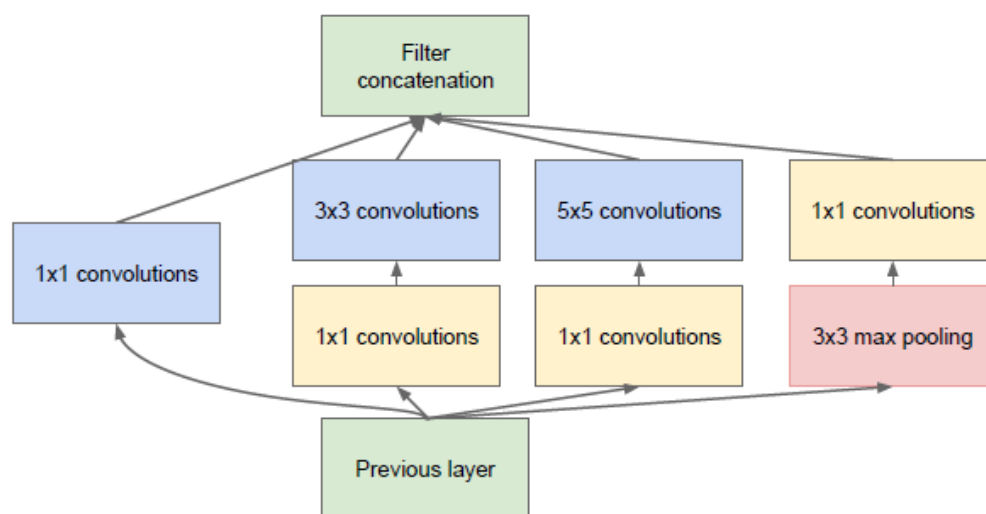 Filter
concatenation
3x3 convolutions
5x5 convolutions
1x1 convolutions
1x1 convolutions
1x1 convolutions
1x1 convolutions
3x3 max pooling
Previous layer